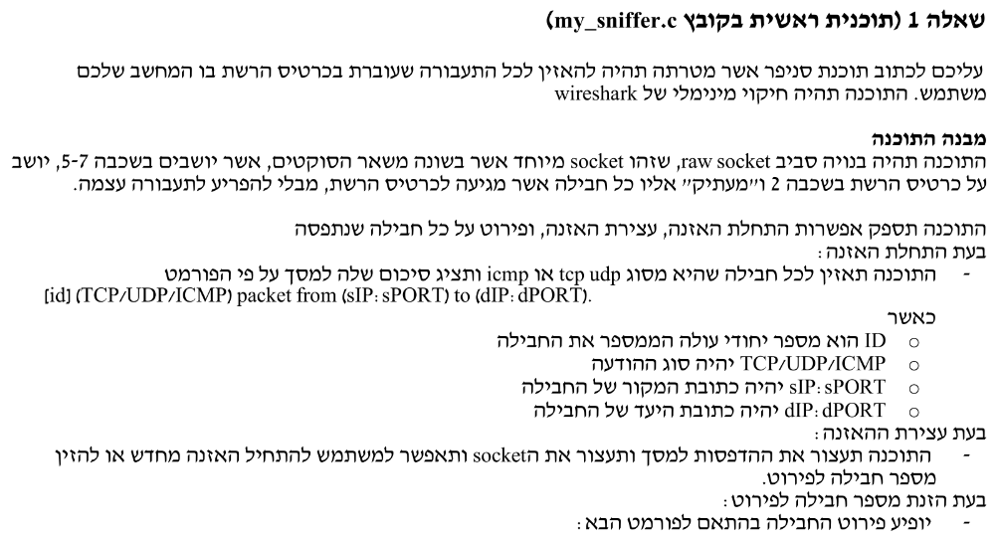 שאלה 1 (תוכנית ראשית בקובץ my_sniffer.c)
עליכם לכתוב תוכנת סניפר אשר מטרתה תהיה להאזין לכל התעבורה שעוברת בכרטיס הרשת בו המחשב שלכם
משתמש. התוכנה תהיה חיקוי מינימלי של wireshark
מבנה התוכנה
התוכנה תהיה בנויה סביב raw socket, שזהו socket מיוחד אשר בשונה משאר הסוקטים, אשר יושבים בשכבה 5-7, יושב
על כרטיס הרשת בשכבה 2 ו"מעתיק" אליו כל חבילה אשר מגיעה לכרטיס הרשת, מבלי להפריע לתעבורה עצמה.
התוכנה תספק אפשרות התחלת האזנה, עצירת האזנה, ופירוט על כל חבילה שנתפסה
בעת התחלת האזנה:
- התוכנה תאזין לכל חבילה שהיא מסוג tcp udp או icmp ותציג סיכום שלה למסך על פי הפורמט
[id] (TCP/UDP/ICMP) packet from (sIP:sPORT) to (dIP:dPORT).
כאשר
○ ID הוא מספר יחודי עולה הממספר את החבילה
○ TCP/UDP/ICMP יהיה סוג ההודעה
○ sIP:sPORT יהיה כתובת המקור של החבילה
○ dIP:dPORT יהיה כתובת היעד של החבילה
בעת עצירת ההאזנה:
- התוכנה תעצור את ההדפסות למסך ותעצור את הsocket ותאפשר למשתמש להתחיל האזנה מחדש או להזין
מספר חבילה לפירוט.
בעת הזנת מספר חבילה לפירוט:
- יופיע פירוט החבילה בהתאם לפורמט הבא: